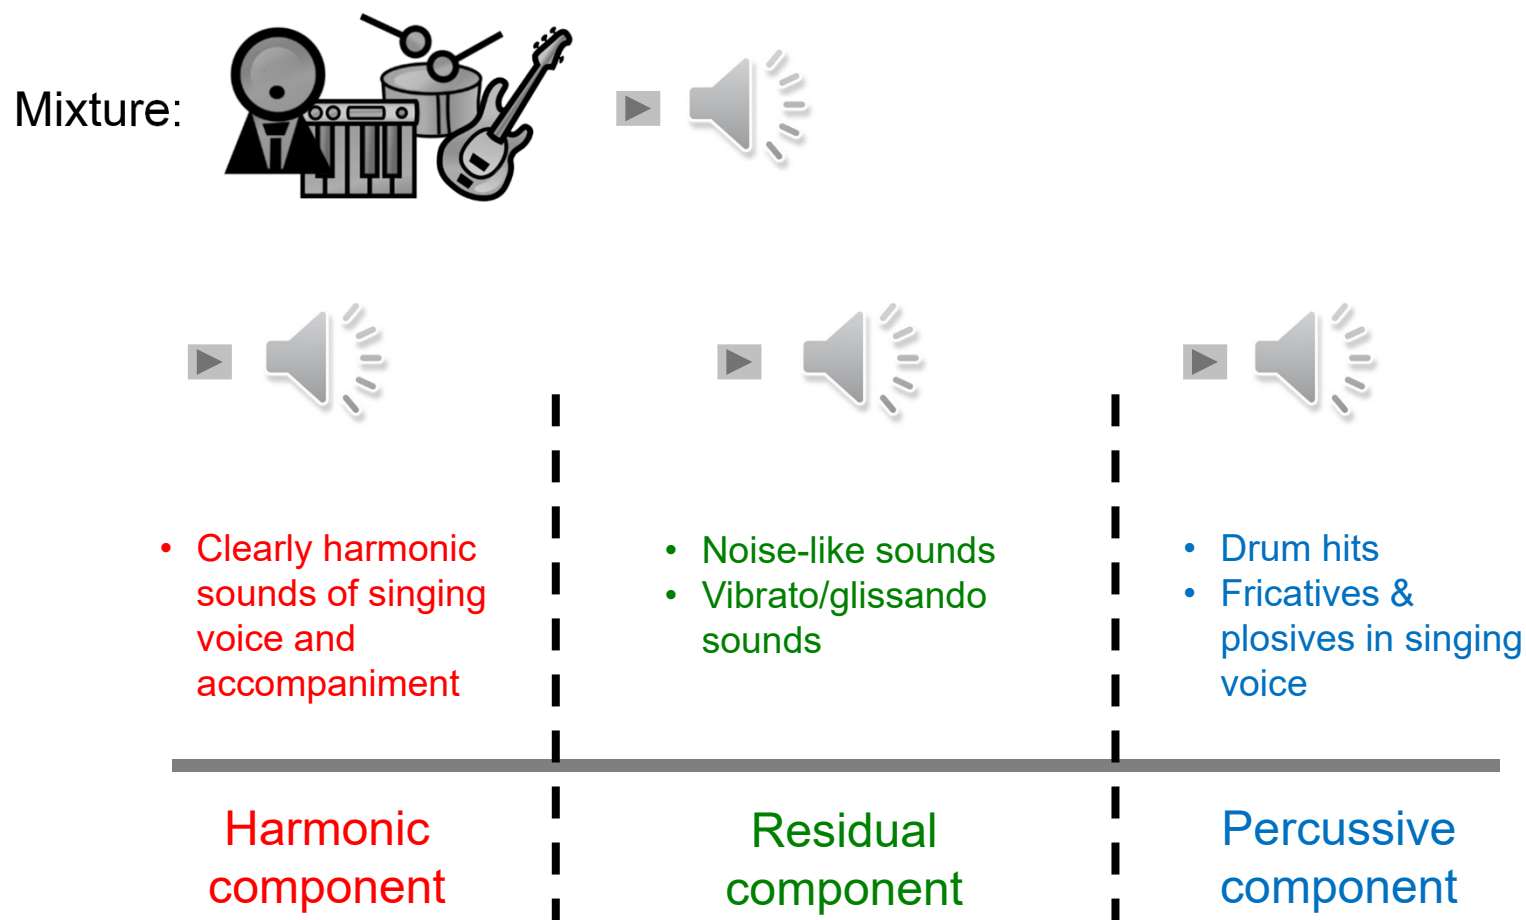 Mixture:
• Clearly harmonic
sounds of singing
voice and
accompaniment
• Noise-like sounds
• Vibrato/glissando
sounds
• Drum hits
• Fricatives &
plosives in singing
voice
Harmonic
component
Residual
component
Percussive
component